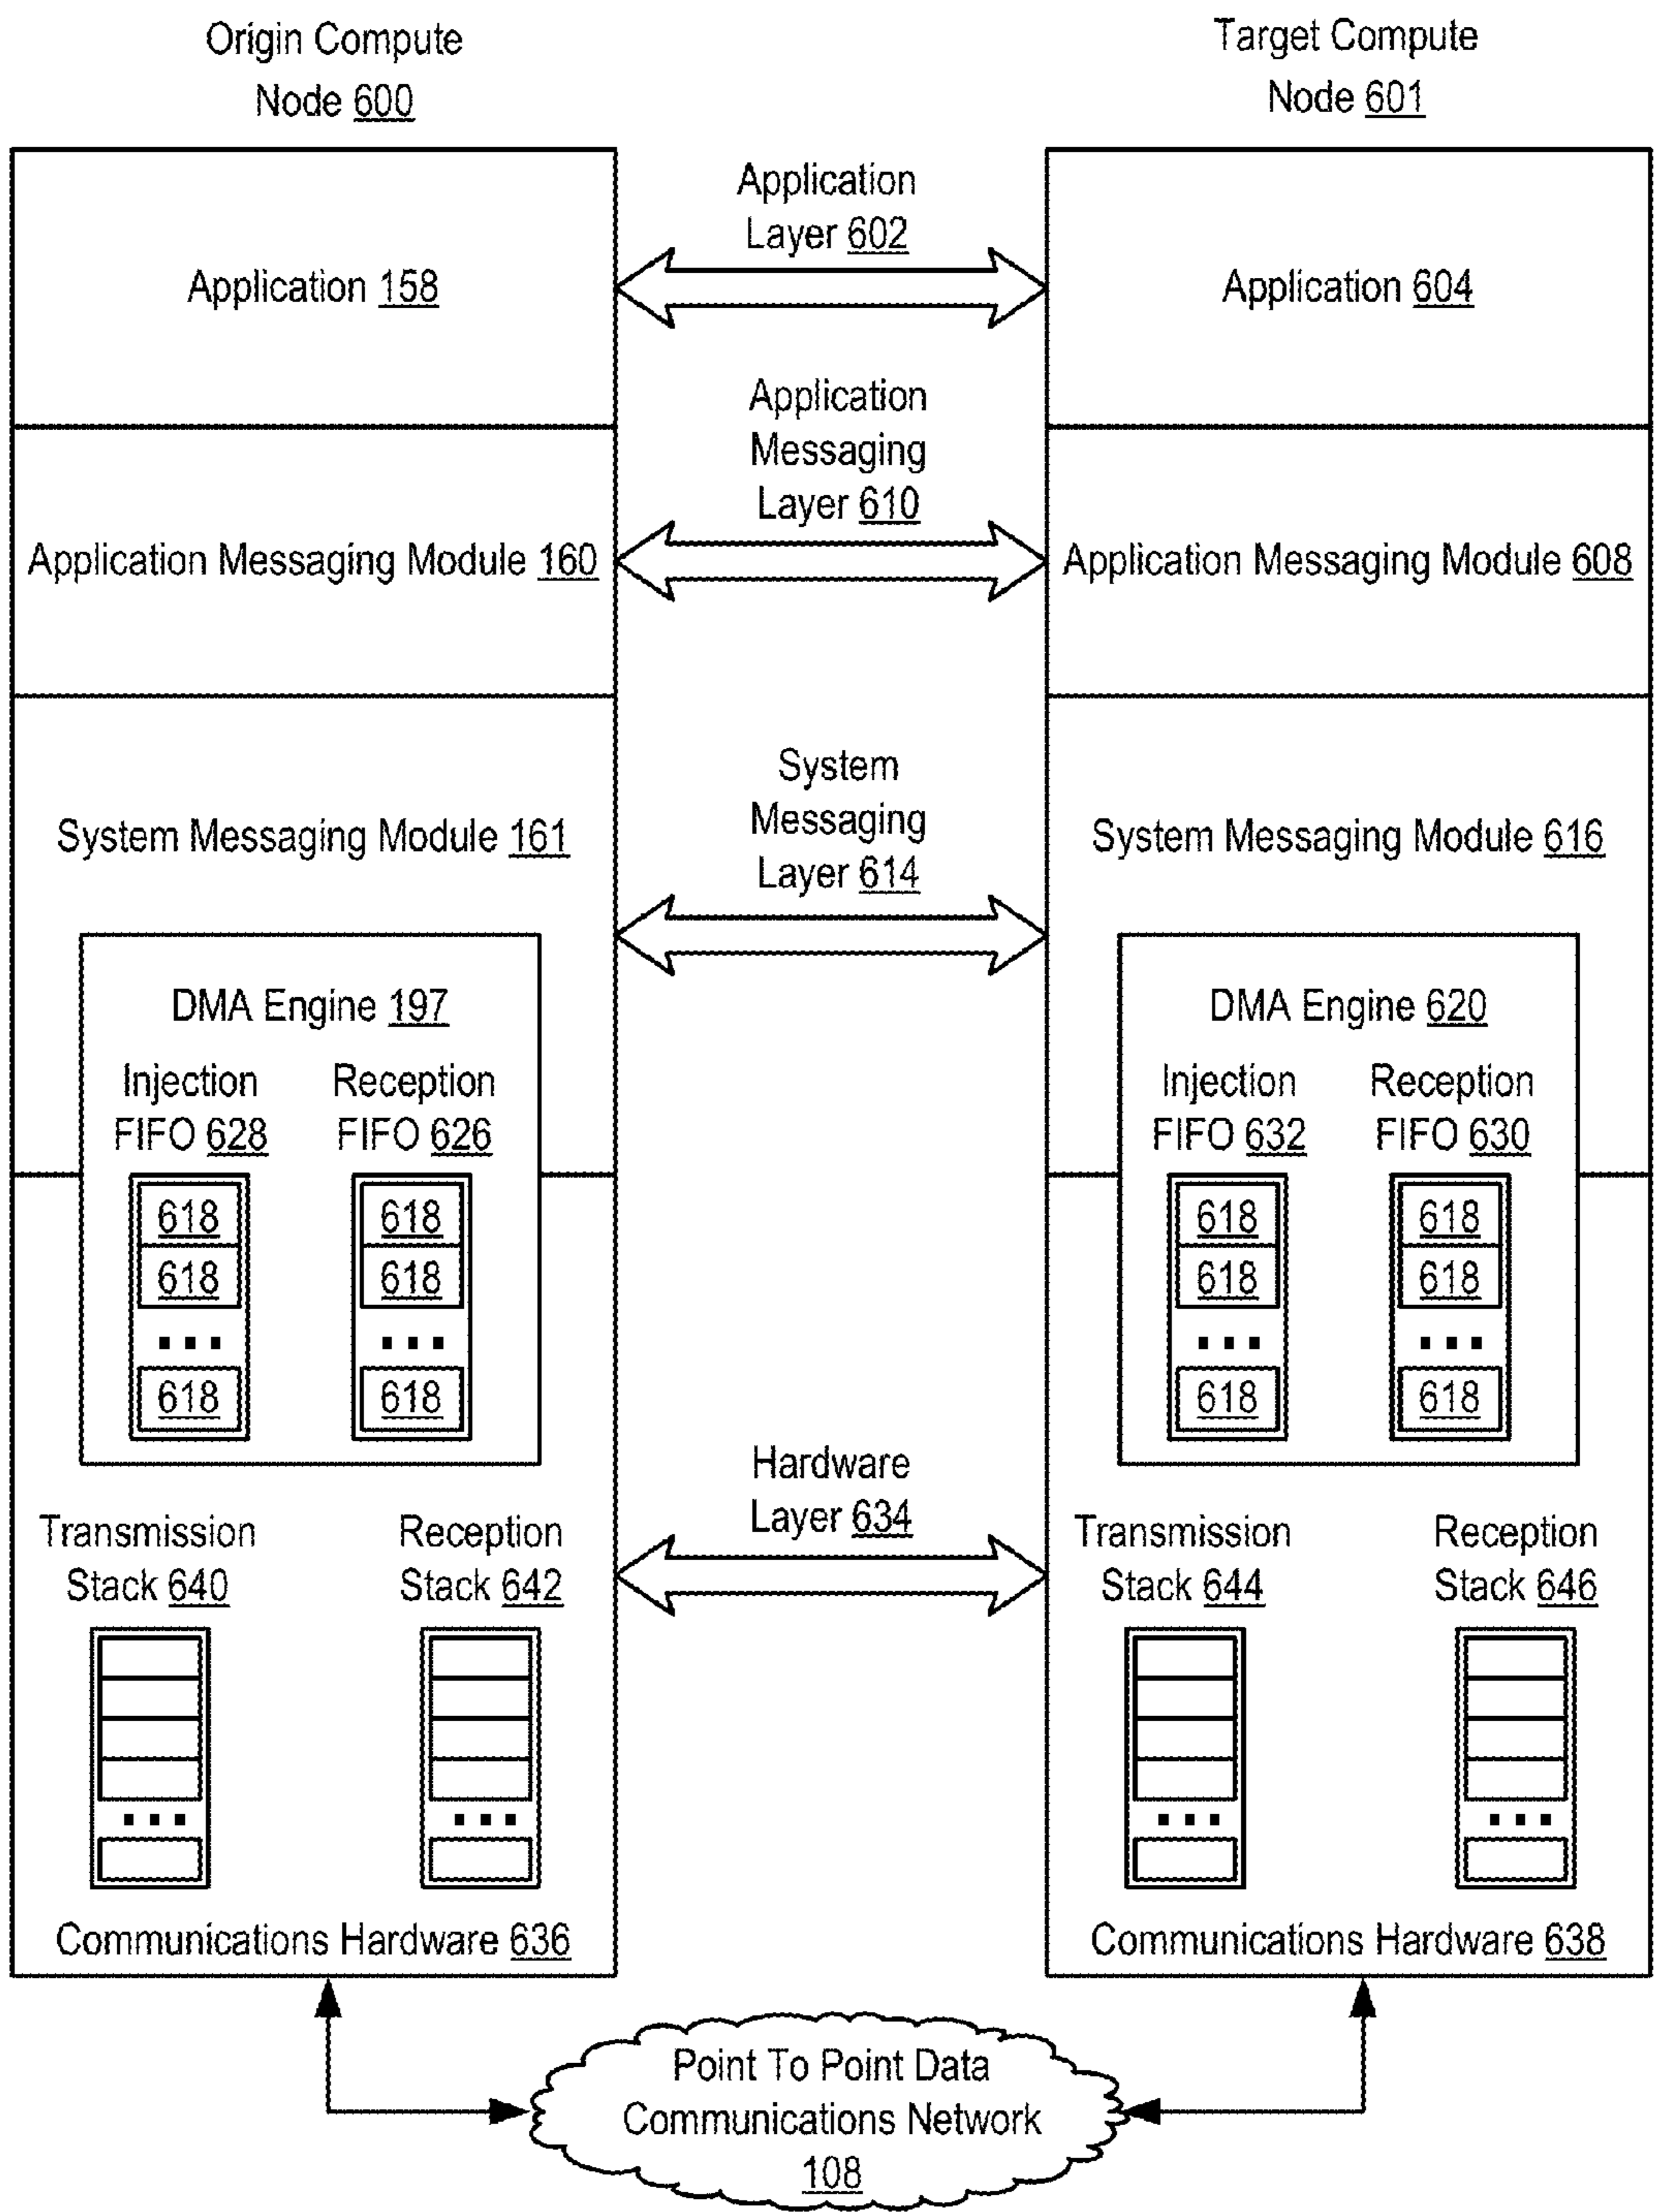 Origin Compute
Node 600
Target Compute
Node 601
Application
Layer 602
Application 158
Application 604
Application
Messaging
Layer 610
Application Messaging Module 160
Application Messaging Module 608
System
Messaging
Layer 614
System Messaging Module 161
System Messaging Module 616
DMA Engine 197
Injection
FIFO 628
Reception
FIFO 626
618
618
...
618
618
618
...
618
DMA Engine 620
Injection
FIFO 632
Reception
FIFO 630
618
618
...
618
618
618
...
618
Hardware
Layer 634
Transmission
Stack 640
Reception
Stack 642
...
...
Transmission
Stack 644
Reception
Stack 646
...
...
Communications Hardware 636
Communications Hardware 638
Point To Point Data
Communications Network
108